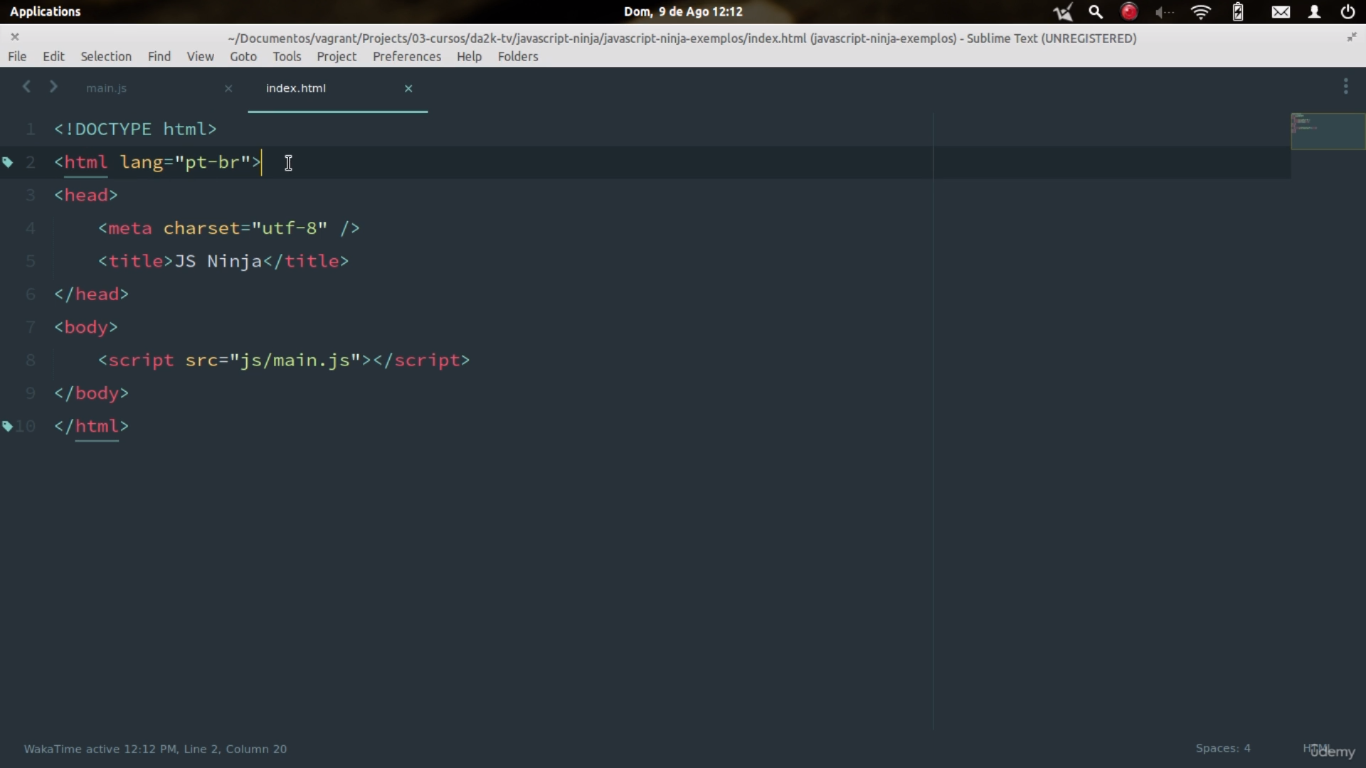 Applications
Dom, 9 de Ago 12:12
~/Documentos/vagrant/Projects/03-cursos/da2k-tv/javascript-ninja/javascript-ninja-exemplos/index.html (javascript-ninja-exemplos) - Sublime Text (UNREGISTERED)
File Edit Selection Find View Goto Tools Project Preferences Help Folders
main.js index.html
1 <!DOCTYPE html>
2 <html lang="pt-br">
3 <head>
4 <meta charset="utf-8" />
5 <title>JS Ninja</title>
6 </head>
7 <body>
8 <script src="js/main.js"></script>
9 </body>
10 </html>
WakaTime active 12:12 PM, Line 2, Column 20
Spaces: 4
HTML
udemy